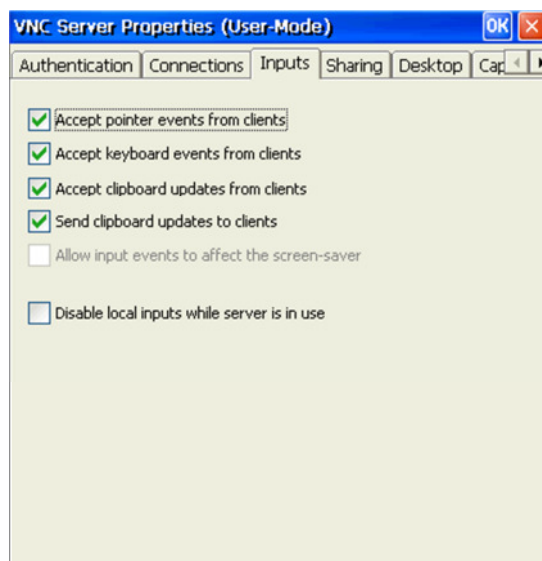 VNC Server Properties (User-Mode) OK
Authentication Connections Inputs Sharing Desktop Cap
Accept pointer events from clients
Accept keyboard events from clients
Accept clipboard updates from clients
Send clipboard updates to clients
Allow input events to affect the screen-saver
Disable local inputs while server is in use